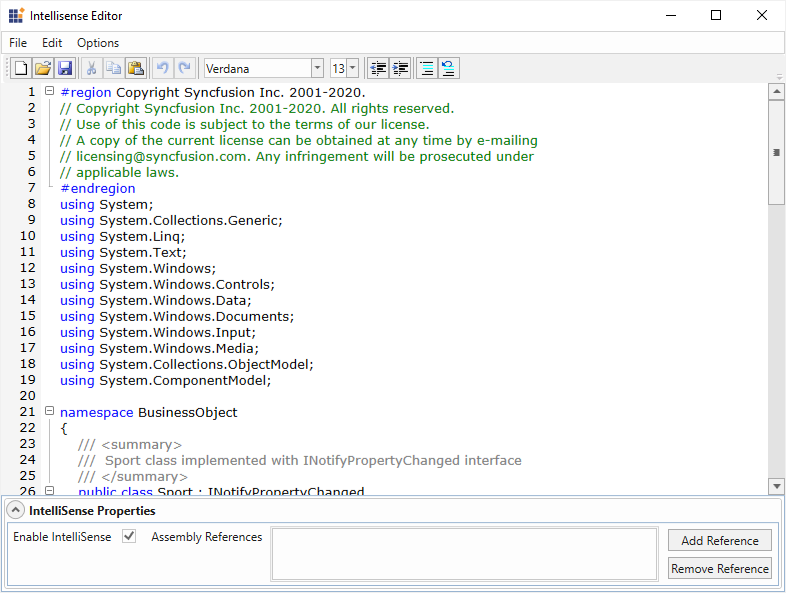 Intellisense Editor
File Edit Options
Verdana 13
1 #region Copyright Syncfusion Inc. 2001-2020.
2 // Copyright Syncfusion Inc. 2001-2020. All rights reserved.
3 // Use of this code is subject to the terms of our license.
4 // A copy of the current license can be obtained at any time by e-mailing
5 // licensing@syncfusion.com. Any infringement will be prosecuted under
6 // applicable laws.
7 #endregion
8 using System;
9 using System.Collections.Generic;
10 using System.Linq;
11 using System.Text;
12 using System.Windows;
13 using System.Windows.Controls;
14 using System.Windows.Data;
15 using System.Windows.Documents;
16 using System.Windows.Input;
17 using System.Windows.Media;
18 using System.Collections.ObjectModel;
19 using System.ComponentModel;
20
21 namespace BusinessObject
22 {
23 /// <summary>
24 /// Sport class implemented with INotifyPropertyChanged interface
25 /// </summary>
26 public class Sport : INotifyPropertyChanged
IntelliSense Properties
Enable IntelliSense Assembly References Add Reference
Remove Reference